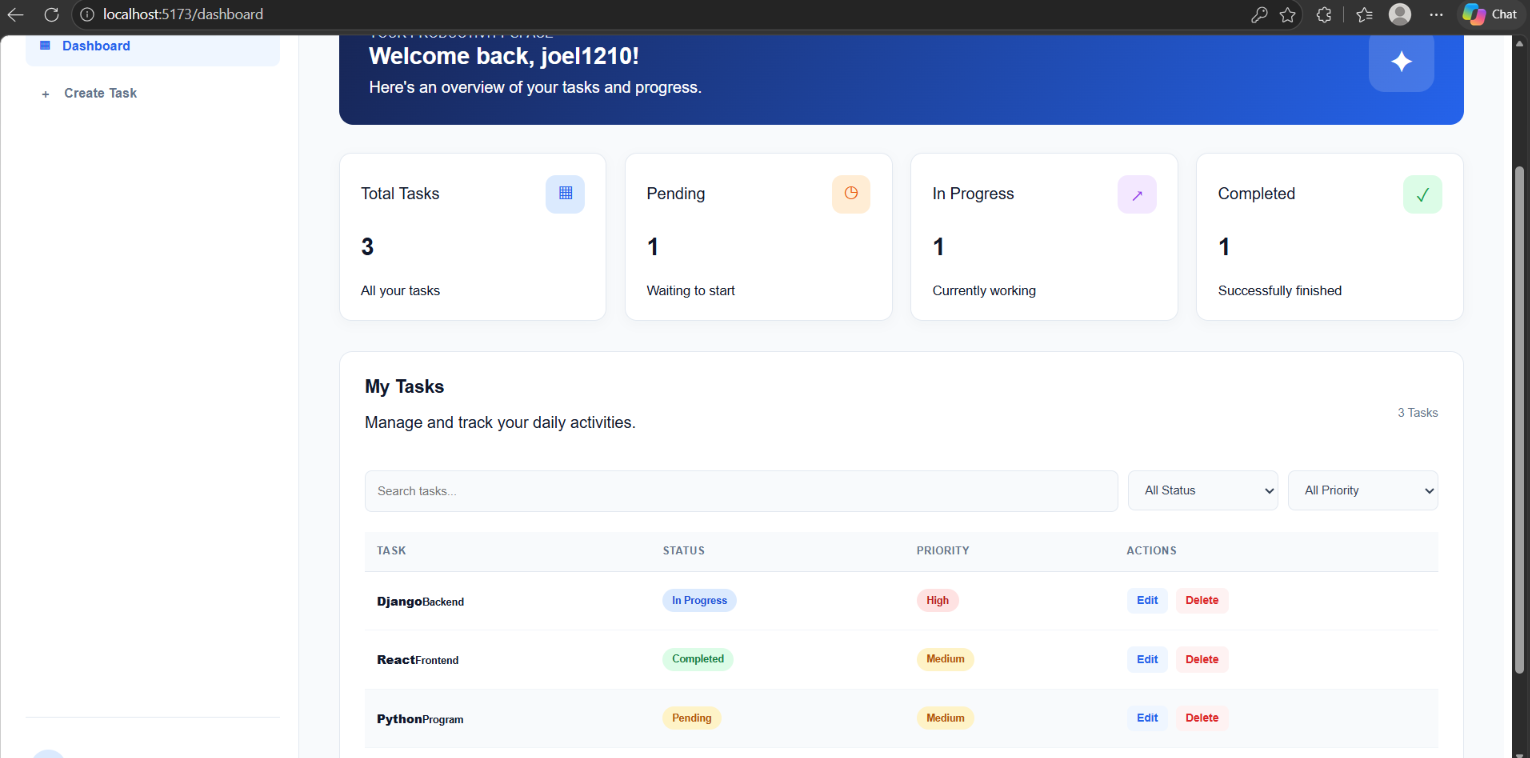 localhost:5173/dashboard
Chat
Dashboard
+ Create Task
YOUR PRODUCTIVITY SPACE
Welcome back, joel1210!
Here's an overview of your tasks and progress.
Total Tasks
3
All your tasks
Pending
1
Waiting to start
In Progress
1
Currently working
Completed
1
Successfully finished
My Tasks
Manage and track your daily activities.
3 Tasks
Search tasks...
All Status
All Priority
TASK STATUS PRIORITY ACTIONS
DjangoBackend In Progress High Edit Delete
ReactFrontend Completed Medium Edit Delete
PythonProgram Pending Medium Edit Delete